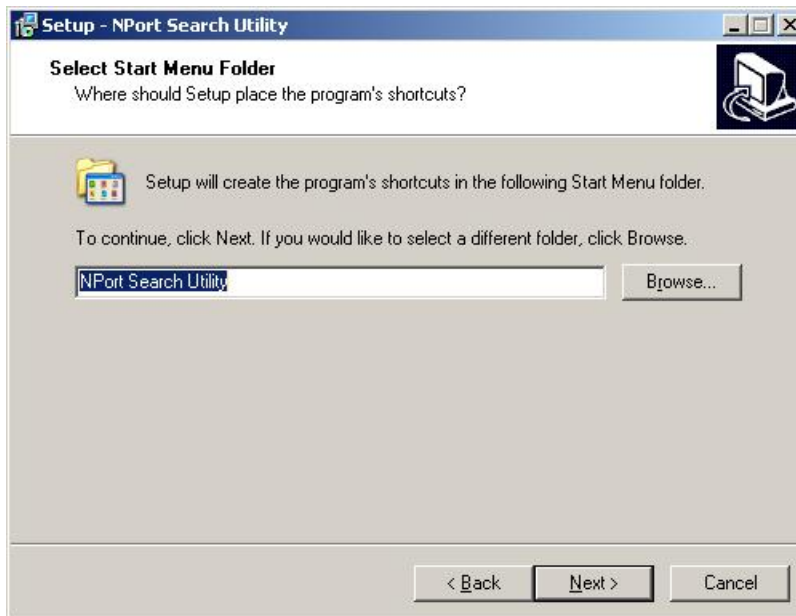 Setup - NPort Search Utility
Select Start Menu Folder
Where should Setup place the program's shortcuts?
Setup will create the program's shortcuts in the following Start Menu folder.
To continue, click Next. If you would like to select a different folder, click Browse.
NPort Search Utility
Browse...
< Back
Next >
Cancel